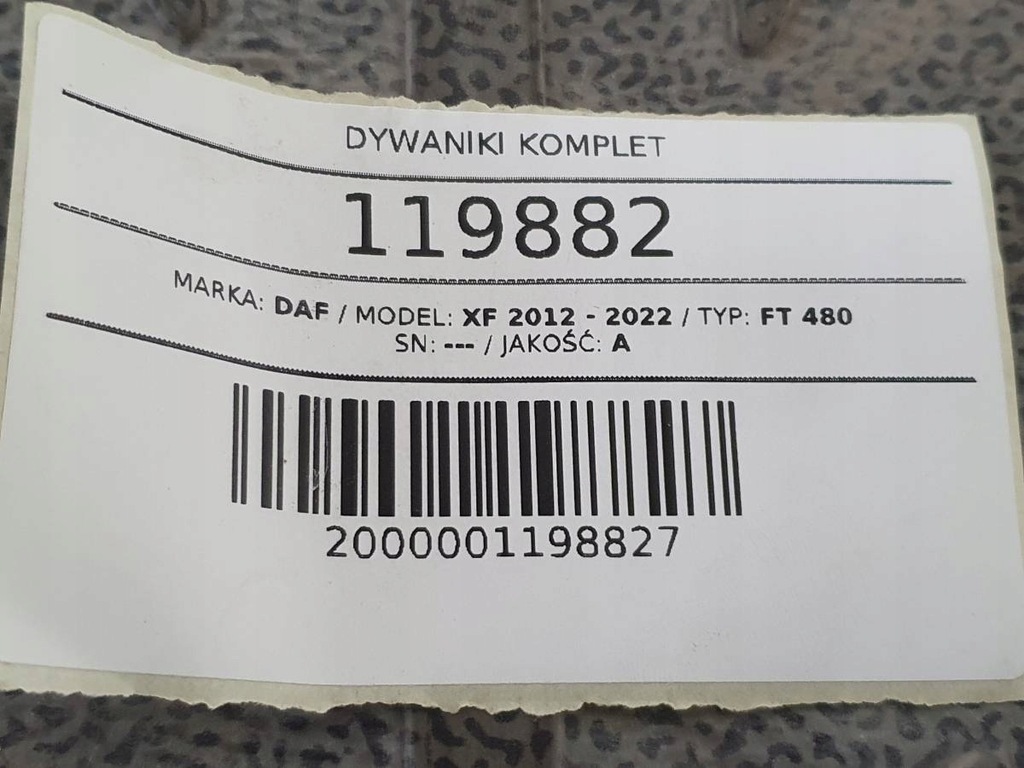 DYWANIKI KOMPLET
119882
MARKA: DAF / MODEL: XF 2012 - 2022 / TYP: FT 480
SN: --- / JAKOŚĆ: A
2000001198827